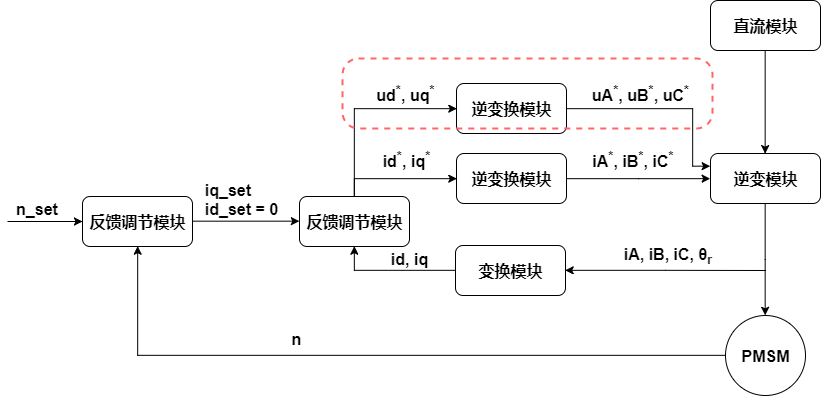 直流模块
ud*, uq*
逆变换模块
uA*, uB*, uC*
id*, iq*
逆变换模块
iA*, iB*, iC*
逆变模块
n_set
反馈调节模块
iq_set
id_set = 0
反馈调节模块
id, iq
变换模块
iA, iB, iC, θr
n
PMSM